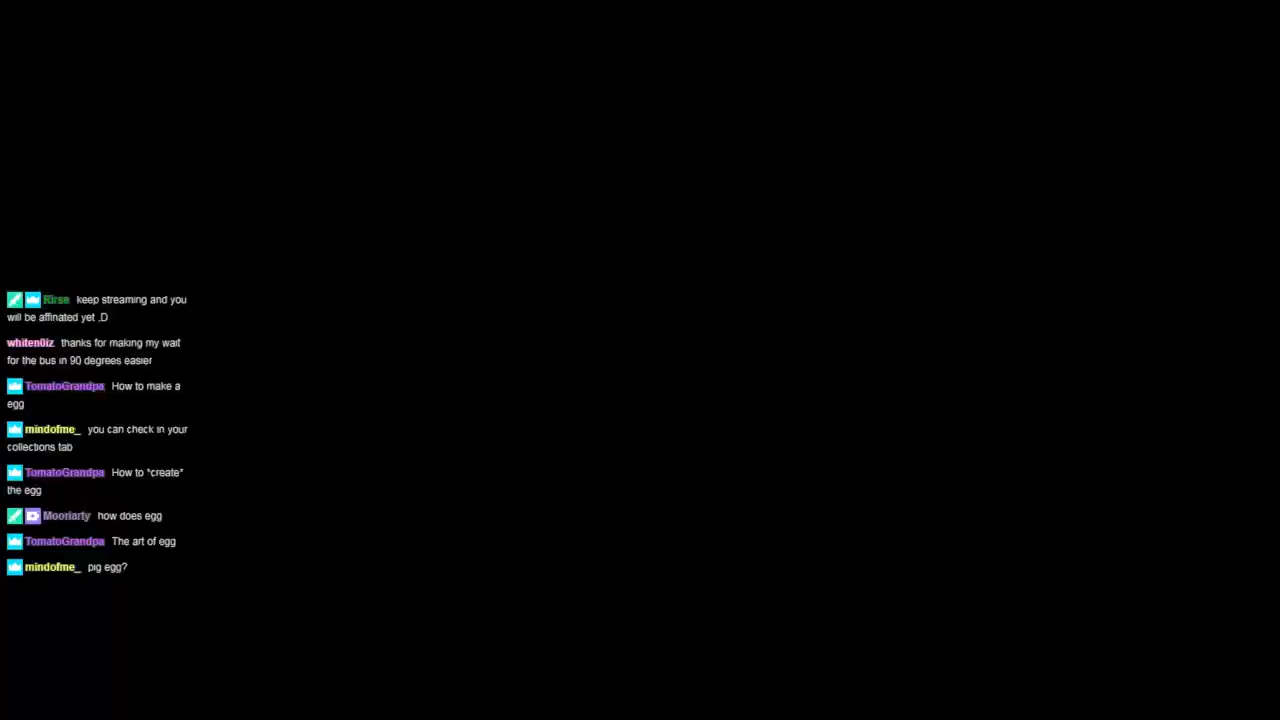 Rirse keep streaming and you
will be affinated yet ;D
whiten0iz thanks for making my wait
for the bus in 90 degrees easier
TomatoGrandpa How to make a
egg
mindofme_ you can check in your
collections tab
TomatoGrandpa How to *create*
the egg
Mooriarty how does egg
TomatoGrandpa The art of egg
mindofme_ pig egg?